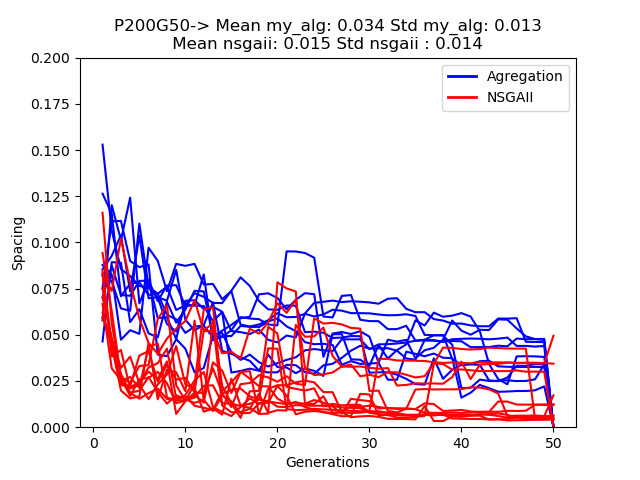 P200G50-> Mean my_alg: 0.034 Std my_alg: 0.013
Mean nsgaii: 0.015 Std nsgaii : 0.014
0.200
0.175
0.150
0.125
0.100
0.075
0.050
0.025
0.000
Spacing
Agregation
NSGAII
0
10
20
30
40
50
Generations